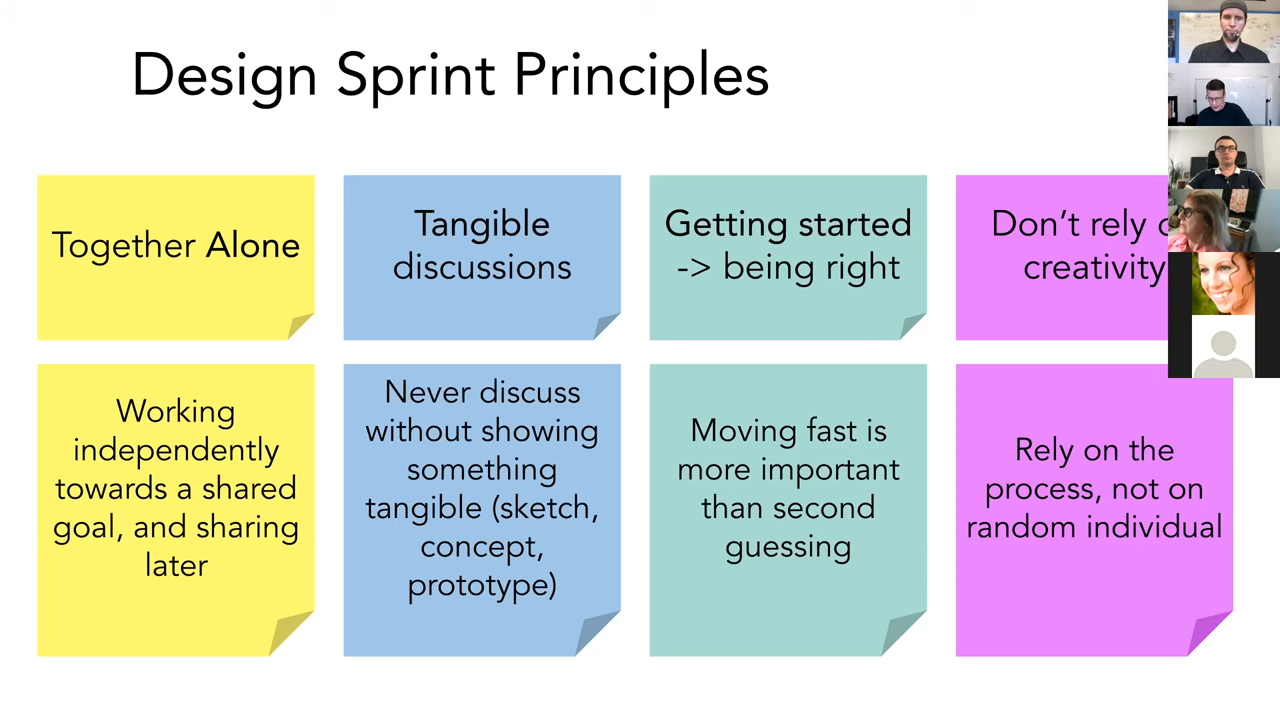 Design Sprint Principles
Together Alone
Tangible
discussions
Getting started
-> being right
Don't rely
creativity
Working
independently
towards a shared
goal, and sharing
later
Never discuss
without showing
something
tangible (sketch,
concept,
prototype)
Moving fast is
more important
than second
guessing
Rely on the
process, not on
random individual